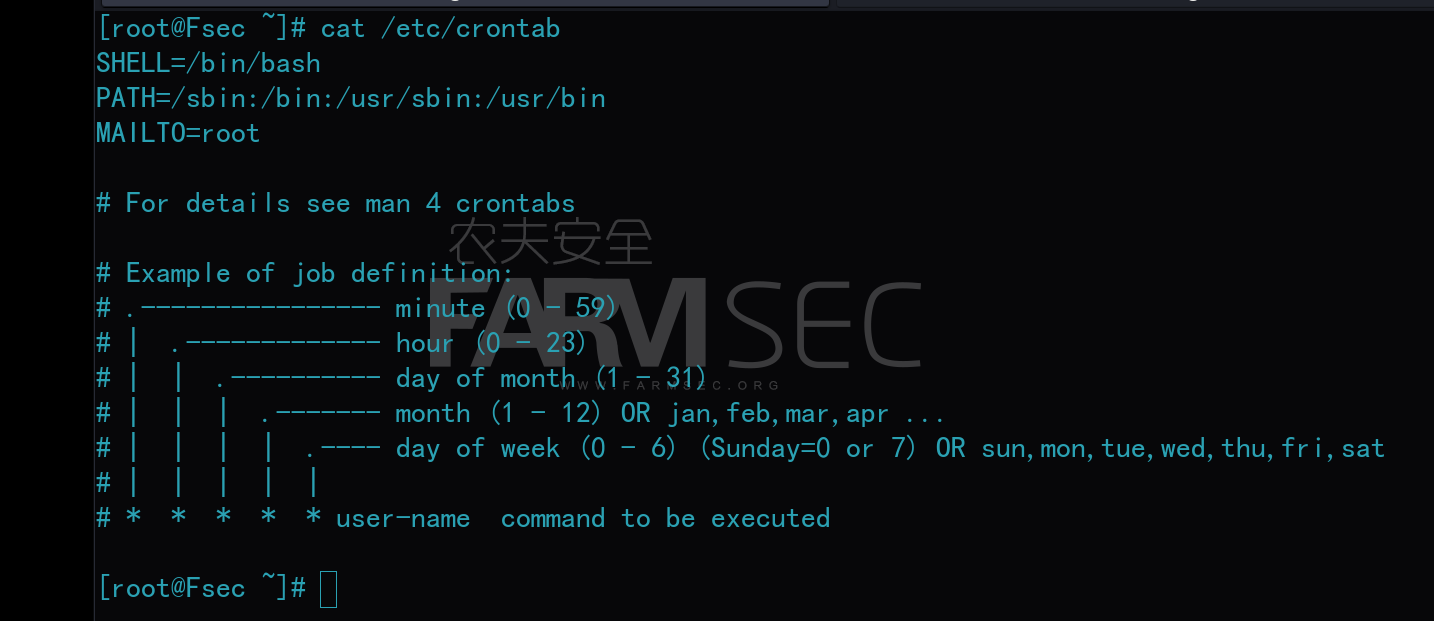 [root@Fsec ~]# cat /etc/crontab
SHELL=/bin/bash
PATH=/sbin:/bin:/usr/sbin:/usr/bin
MAILTO=root
# For details see man 4 crontabs
农夫安全
# Example of job definition:
FARMSEC
# .---------------- minute (0 - 59)
# |  .------------- hour (0 - 23)
# |  |  .---------- day of month (1 - 31)
WWW.FARMSEC.ORG
# |  |  |  .------- month (1 - 12) OR jan,feb,mar,apr ...
# |  |  |  |  .---- day of week (0 - 6) (Sunday=0 or 7) OR sun,mon,tue,wed,thu,fri,sat
# |  |  |  |  |
# *  *  *  *  * user-name  command to be executed
[root@Fsec ~]#